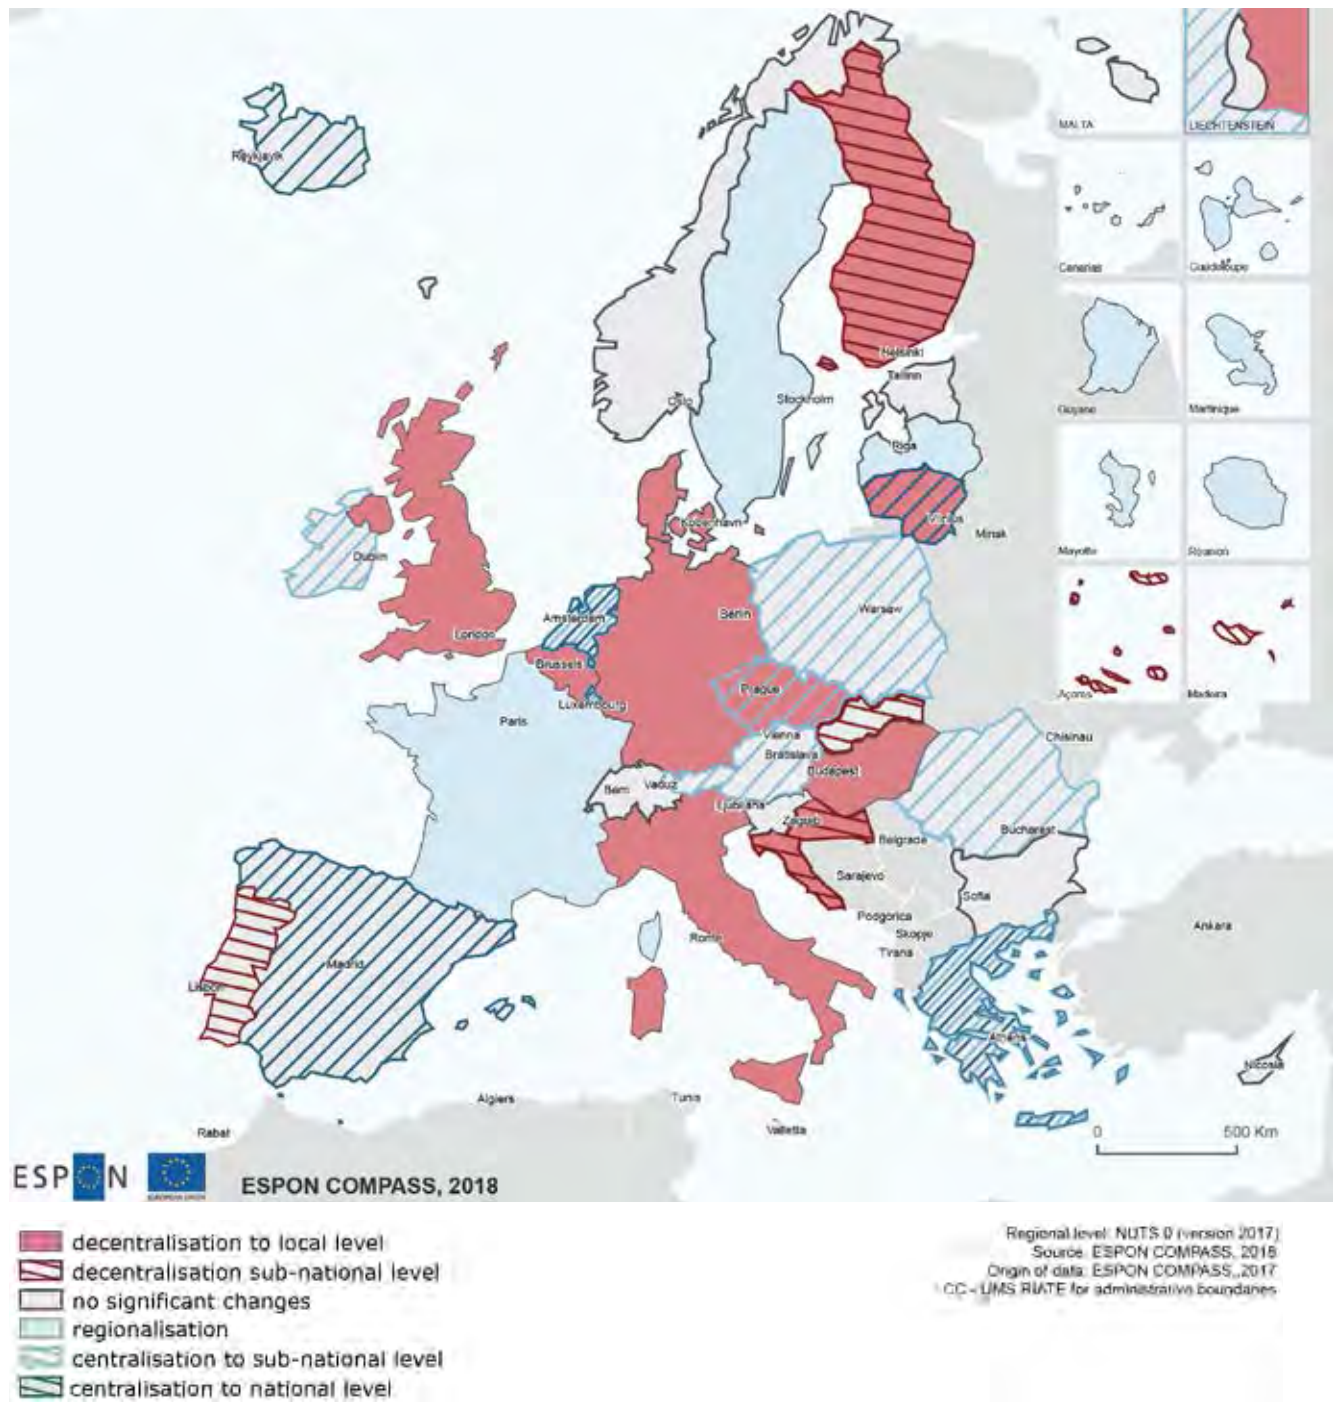 MALTA
LIECHTENSTEIN
Reykjavik
Canarias
Guadeloupe
Helsinki
Tallinn
Oslo
Stockholm
Guyane
Martinique
Riga
København
Vilnius
Minsk
Dublin
Mayotte
Réunion
Amsterdam
Berlin
Warsaw
London
Brussels
Prague
Açores
Madeira
Luxembourg
Paris
Vienna
Chisinau
Bratislava
Budapest
Bern
Vaduz
Ljubljana
Zagreb
Bucharest
Belgrade
Sarajevo
Sofia
Podgorica
Ankara
Skopje
Rome
Tirana
Madrid
Lisbon
Athens
Nicosia
Algiers
Tunis
Valletta
Rabat
0 500 Km
ESPON
EUROPEAN UNION
ESPON COMPASS, 2018
decentralisation to local level
decentralisation sub-national level
no significant changes
regionalisation
centralisation to sub-national level
centralisation to national level
Regional level: NUTS 0 (version 2017)
Source: ESPON COMPASS, 2018
Origin of data: ESPON COMPASS, 2017
CC - UMS RIATE for administrative boundaries